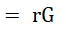 = rG